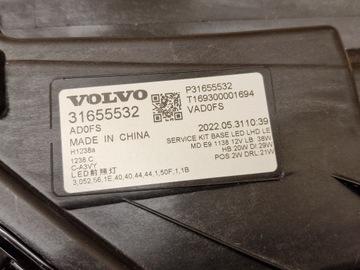 VOLVO
31655532
AD0FS
MADE IN CHINA
H1238a
1238.C
C-A3VY
LED前照灯
3,052,56,1E,40,40,44,44,1,50F,1,1B
P31655532
T169300001694
VAD0FS
2022.05.31 10:39
SERVICE KIT BASE LED LHD LE
MD E9 1138 12V LB: 38W
HB 20W DI 29W
POS 2W DRL: 21W